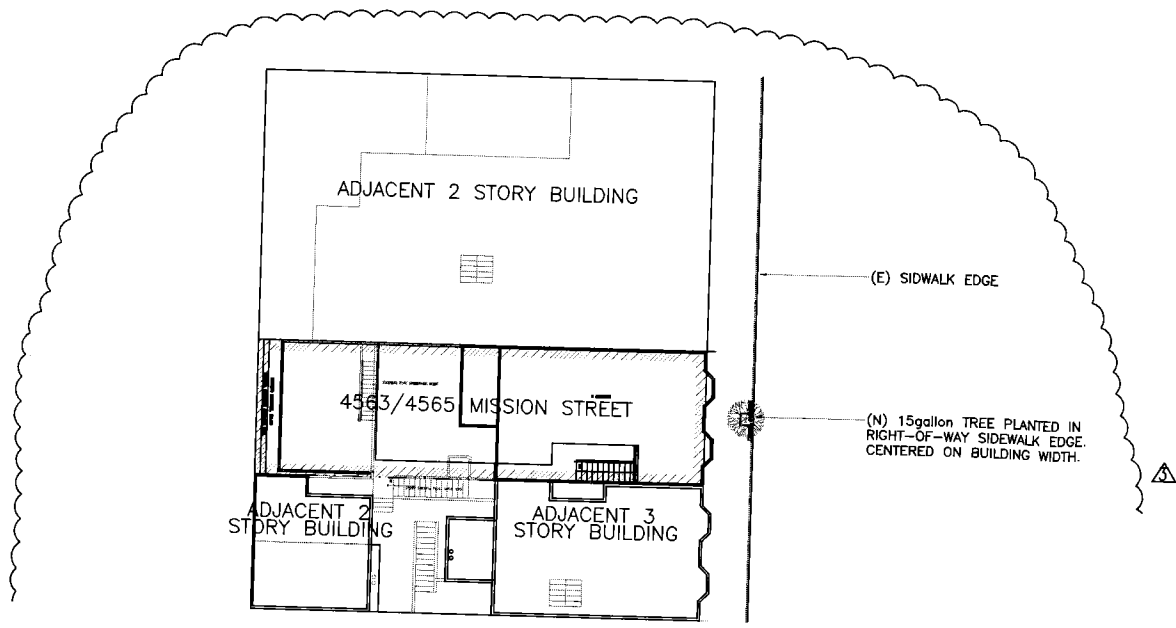 ADJACENT 2 STORY BUILDING
(E) SIDWALK EDGE
4563/4565 MISSION STREET
(N) 15gallon TREE PLANTED IN
RIGHT-OF-WAY SIDEWALK EDGE.
CENTERED ON BUILDING WIDTH.
3
ADJACENT 2
STORY BUILDING
ADJACENT 3
STORY BUILDING